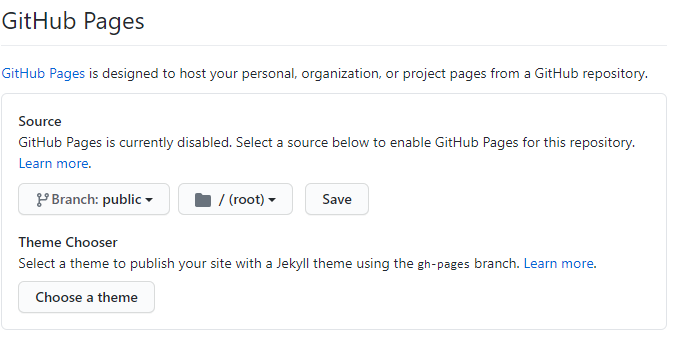 GitHub Pages
GitHub Pages is designed to host your personal, organization, or project pages from a GitHub repository.
Source
GitHub Pages is currently disabled. Select a source below to enable GitHub Pages for this repository.
Learn more.
Branch: public / (root) Save
Theme Chooser
Select a theme to publish your site with a Jekyll theme using the gh-pages branch. Learn more.
Choose a theme